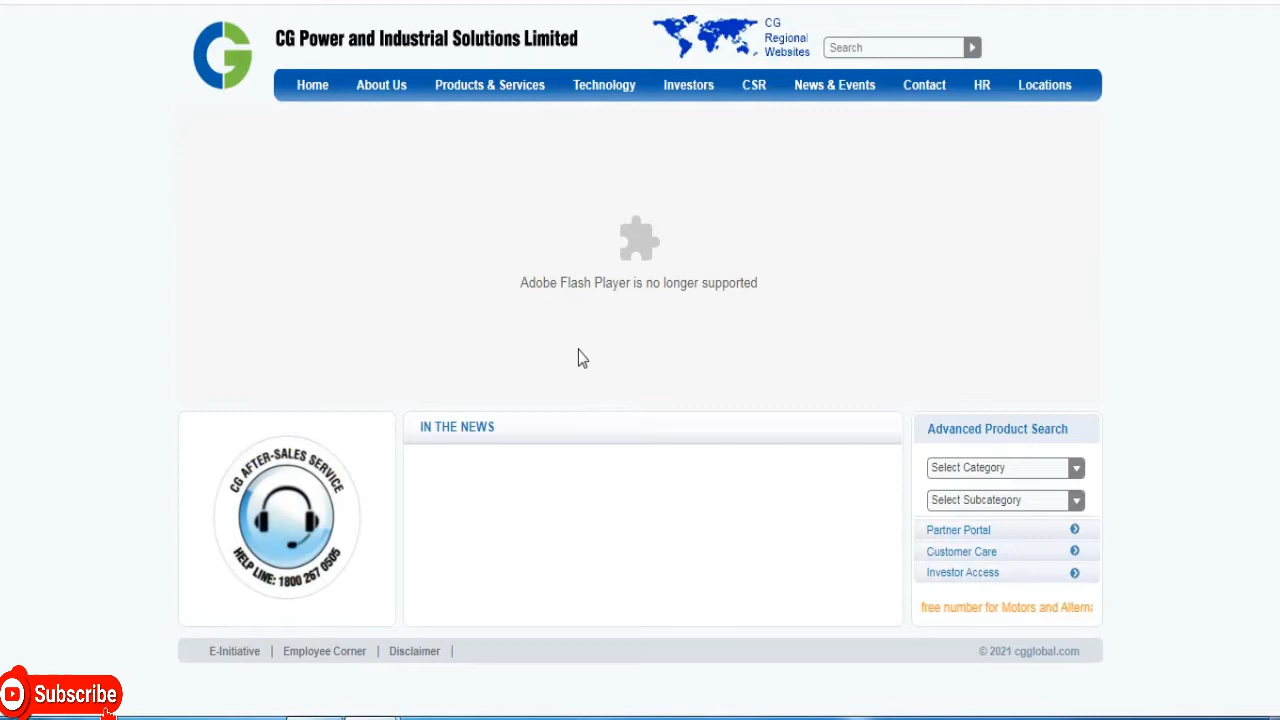 CG Power and Industrial Solutions Limited
CG
Regional
Websites
Search
Home About Us Products & Services Technology Investors CSR News & Events Contact HR Locations
Adobe Flash Player is no longer supported
CG AFTER-SALES SERVICE
HELP LINE: 1800 267 0505
IN THE NEWS
Advanced Product Search
Select Category
Select Subcategory
Partner Portal
Customer Care
Investor Access
free number for Motors and Alterna
E-Initiative | Employee Corner | Disclaimer |
© 2021 cgglobal.com
Subscribe